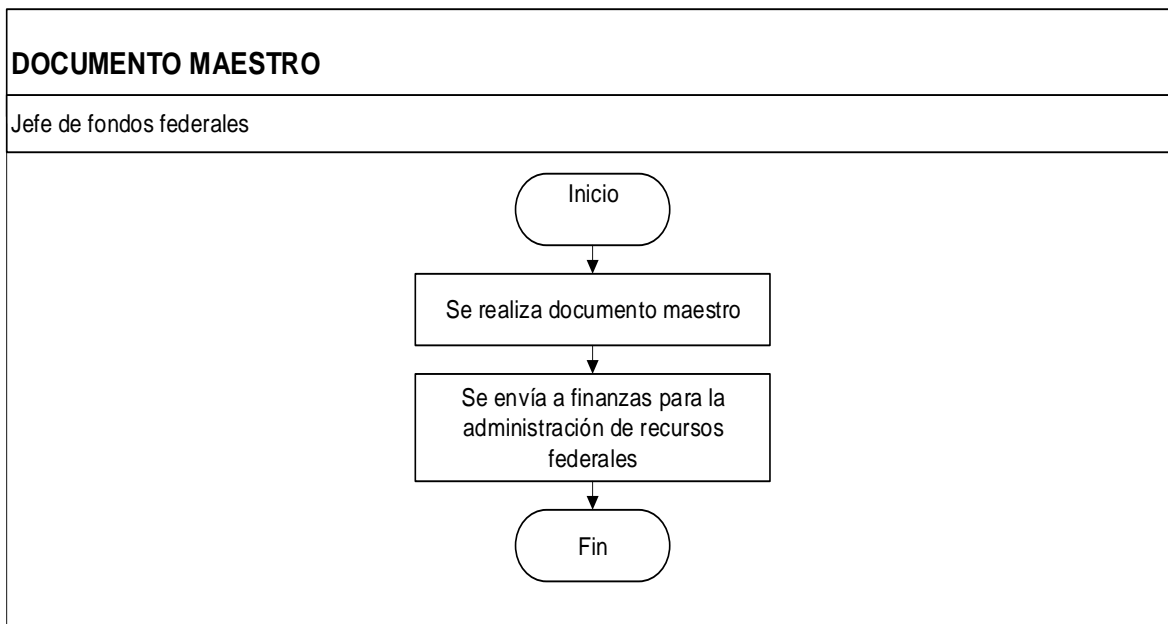 DOCUMENTO MAESTRO
Jefe de fondos federales
Inicio
Se realiza documento maestro
Se envía a finanzas para la
administración de recursos
federales
Fin